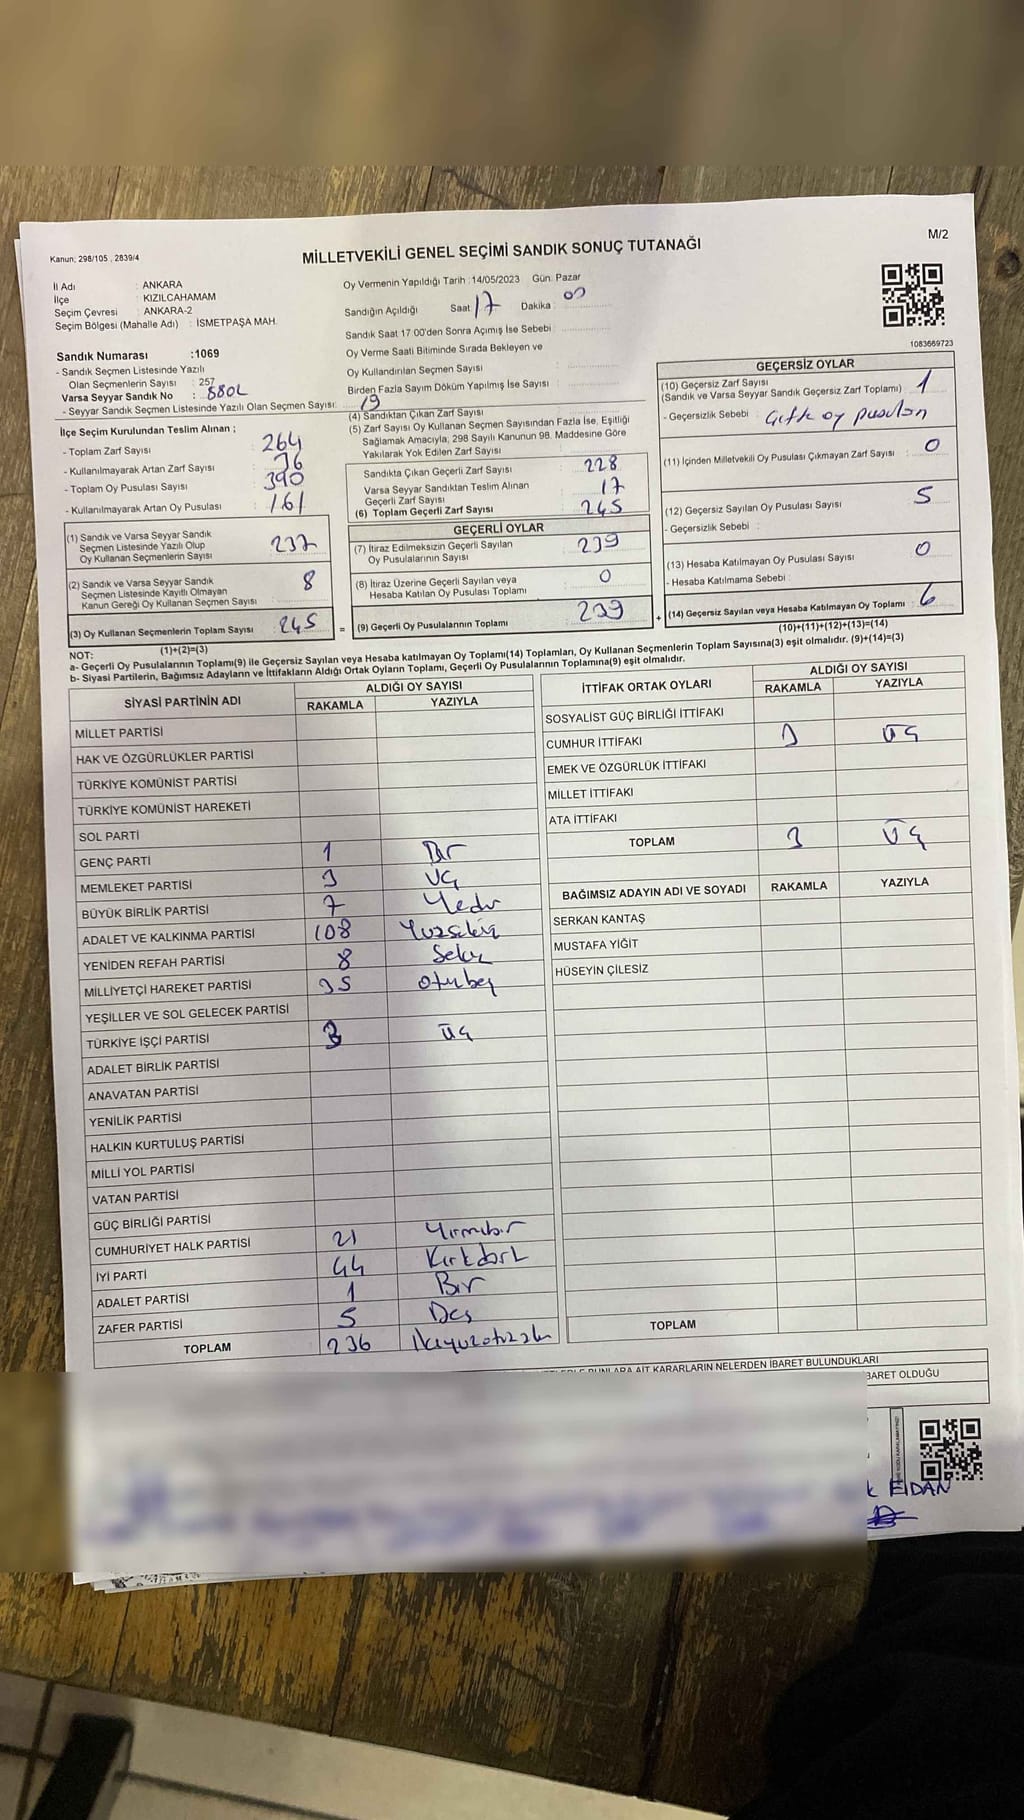 M/2
Kanun; 298/105 , 2839/4
MİLLETVEKİLİ GENEL SEÇİMİ SANDIK SONUÇ TUTANAĞI
İl Adı : ANKARA
İlçe : KIZILCAHAMAM
Seçim Çevresi : ANKARA-2
Seçim Bölgesi (Mahalle Adı) : İSMETPAŞA MAH.
Sandık Numarası :1069
- Sandık Seçmen Listesinde Yazılı
Olan Seçmenlerin Sayısı : 257
Varsa Seyyar Sandık No :
- Seyyar Sandık Seçmen Listesinde Yazılı Olan Seçmen Sayısı: 19
Oy Vermenin Yapıldığı Tarih :14/05/2023 Gün: Pazar
Sandığın Açıldığı Saat 17 Dakika :
Sandık Saat 17:00'den Sonra Açımış İse Sebebi :
Oy Verme Saati Bitiminde Sırada Bekleyen ve
Oy Kullandırılan Seçmen Sayısı :
Birden Fazla Sayım Döküm Yapılmış İse Sayısı :
1083669723
İlçe Seçim Kurulundan Teslim Alınan ;
- Toplam Zarf Sayısı : 264
- Kullanılmayarak Artan Zarf Sayısı : 36
- Toplam Oy Pusulası Sayısı : 390
- Kullanılmayarak Artan Oy Pusulası : 161
(1) Sandık ve Varsa Seyyar Sandık
Seçmen Listesinde Yazılı Olup
Oy Kullanan Seçmenlerin Sayısı : 237
(2) Sandık ve Varsa Seyyar Sandık
Seçmen Listesinde Kayıtlı Olmayan
Kanun Gereği Oy Kullanan Seçmen Sayısı : 8
(3) Oy Kullanan Seçmenlerin Toplam Sayısı : 245
(1)+(2)=(3)
(4) Sandıktan Çıkan Zarf Sayısı :
(5) Zarf Sayısı Oy Kullanan Seçmen Sayısından Fazla İse, Eşitliği
Sağlamak Amacıyla, 298 Sayılı Kanunun 98. Maddesine Göre
Yakılarak Yok Edilen Zarf Sayısı :
Sandıkta Çıkan Geçerli Zarf Sayısı : 228
Varsa Seyyar Sandıktan Teslim Alınan
Geçerli Zarf Sayısı : 17
(6) Toplam Geçerli Zarf Sayısı : 245
GEÇERLİ OYLAR
(7) İtiraz Edilmeksizin Geçerli Sayılan
Oy Pusulalarının Sayısı : 239
(8) İtiraz Üzerine Geçerli Sayılan veya
Hesaba Katılan Oy Pusulası Toplamı : 0
= (9) Geçerli Oy Pusulalarının Toplamı : 239 +
GEÇERSİZ OYLAR
(10) Geçersiz Zarf Sayısı
(Sandık ve Varsa Seyyar Sandık Geçersiz Zarf Toplamı) : 1
- Geçersizlik Sebebi : Çift oy pusulası
(11) İçinden Milletvekili Oy Pusulası Çıkmayan Zarf Sayısı : 0
(12) Geçersiz Sayılan Oy Pusulası Sayısı : 5
- Geçersizlik Sebebi :
(13) Hesaba Katılmayan Oy Pusulası Sayısı : 0
- Hesaba Katılmama Sebebi :
(14) Geçersiz Sayılan veya Hesaba Katılmayan Oy Toplamı : 6
(10)+(11)+(12)+(13)=(14)
NOT:
a- Geçerli Oy Pusulalarının Toplamı(9) ile Geçersiz Sayılan veya Hesaba katılmayan Oy Toplamı(14) Toplamları, Oy Kullanan Seçmenlerin Toplam Sayısına(3) eşit olmalıdır. (9)+(14)=(3)
b- Siyasi Partilerin, Bağımsız Adayların ve İttifakların Aldığı Ortak Oyların Toplamı, Geçerli Oy Pusulalarının Toplamına(9) eşit olmalıdır.
SİYASİ PARTİNİN ADI ALDIĞI OY SAYISI
RAKAMLA YAZIYLA
MİLLET PARTİSİ
HAK VE ÖZGÜRLÜKLER PARTİSİ
TÜRKİYE KOMÜNİST PARTİSİ
TÜRKİYE KOMÜNİST HAREKETİ
SOL PARTİ
GENÇ PARTİ 1 Bir
MEMLEKET PARTİSİ 3 Üç
BÜYÜK BİRLİK PARTİSİ 7 Yedi
ADALET VE KALKINMA PARTİSİ 108 Yüzsekiz
YENİDEN REFAH PARTİSİ 8 Sekiz
MİLLİYETÇİ HAREKET PARTİSİ 35 Otuzbeş
YEŞİLLER VE SOL GELECEK PARTİSİ
TÜRKİYE İŞÇİ PARTİSİ 3 Üç
ADALET BİRLİK PARTİSİ
ANAVATAN PARTİSİ
YENİLİK PARTİSİ
HALKIN KURTULUŞ PARTİSİ
MİLLİ YOL PARTİSİ
VATAN PARTİSİ
GÜÇ BİRLİĞİ PARTİSİ
CUMHURİYET HALK PARTİSİ 21 Yirmibir
İYİ PARTİ 44 Kırkdört
ADALET PARTİSİ 1 Bir
ZAFER PARTİSİ 5 Beş
TOPLAM 236 İkiyüzotuzaltı
İTTİFAK ORTAK OYLARI ALDIĞI OY SAYISI
RAKAMLA YAZIYLA
SOSYALİST GÜÇ BİRLİĞİ İTTİFAKI
CUMHUR İTTİFAKI 3 Üç
EMEK VE ÖZGÜRLÜK İTTİFAKI
MİLLET İTTİFAKI
ATA İTTİFAKI
TOPLAM 3 Üç
BAĞIMSIZ ADAYIN ADI VE SOYADI RAKAMLA YAZIYLA
SERKAN KANTAŞ
MUSTAFA YİĞİT
HÜSEYİN ÇİLESİZ
TOPLAM
BUNLARA AİT KARARLARIN NELERDEN İBARET BULUNDUKLARI
BARET OLDUĞU